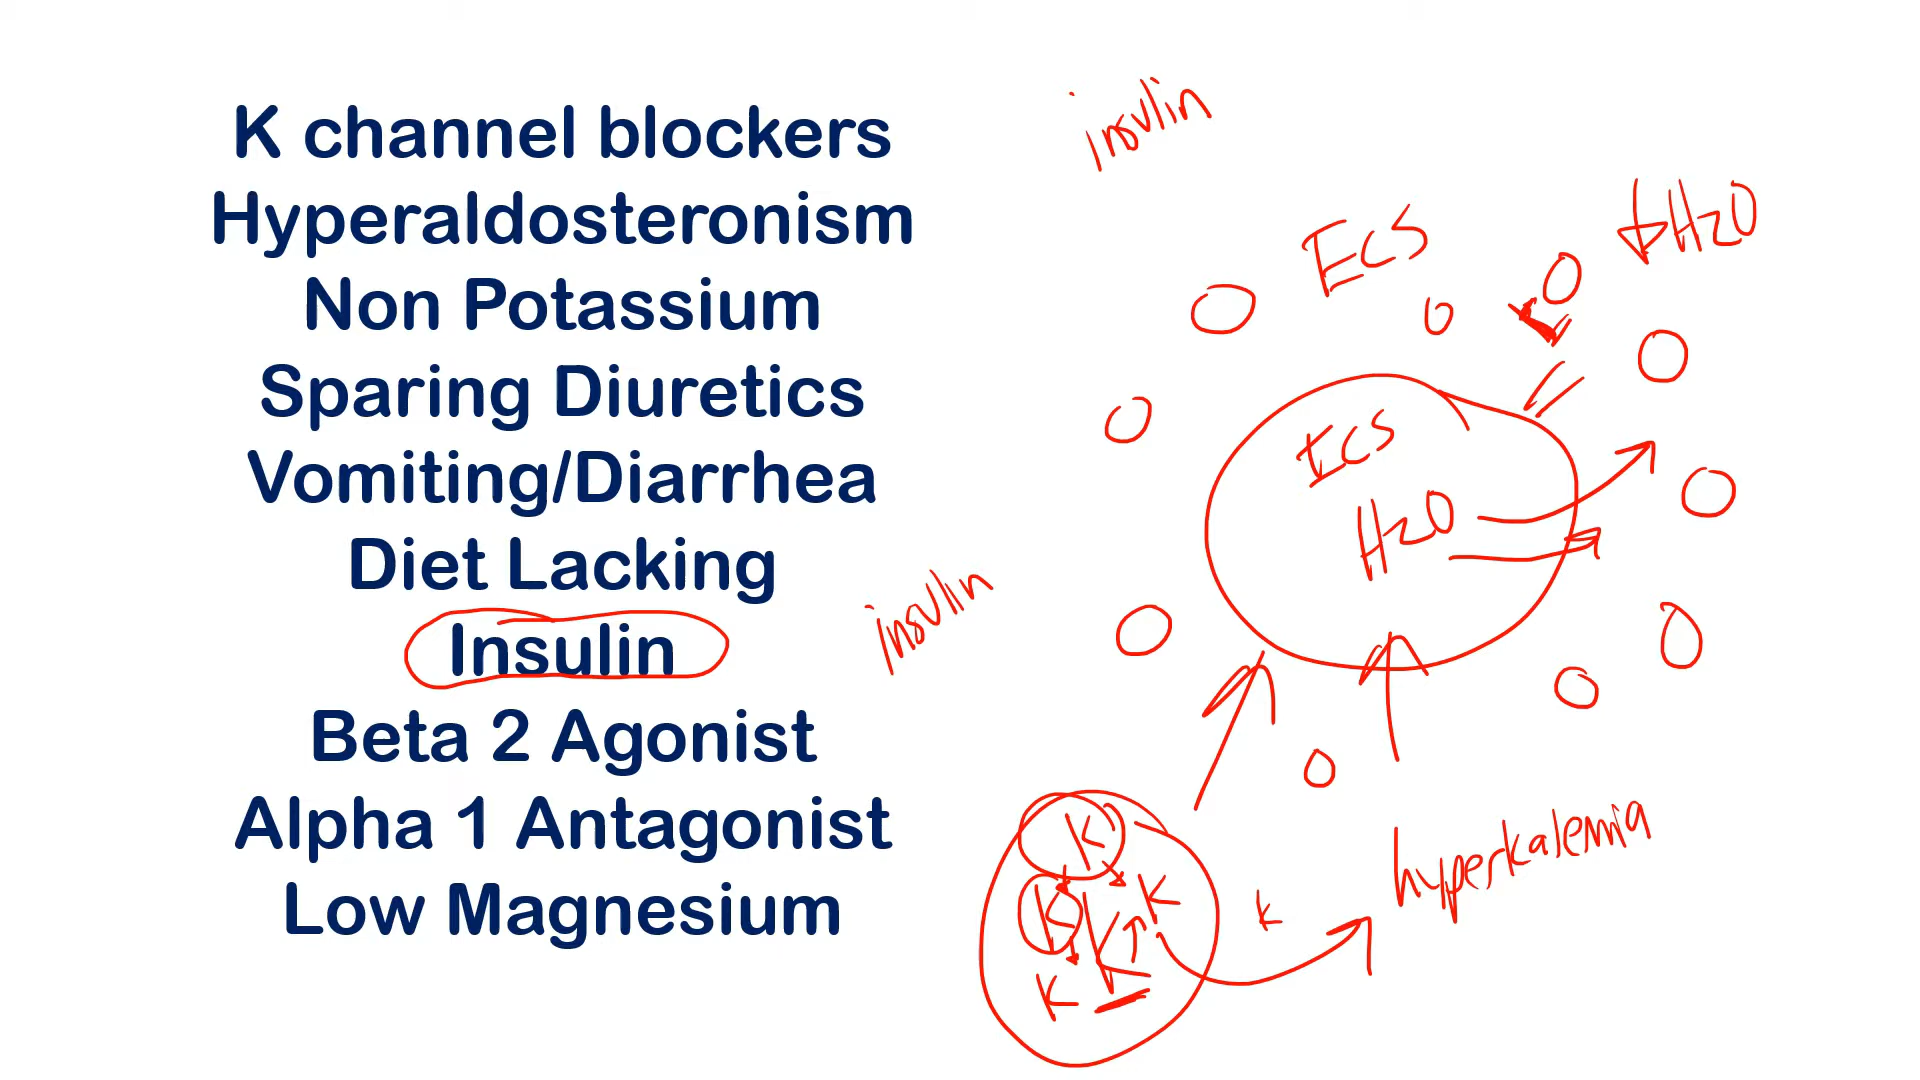 K channel blockers
Hyperaldosteronism
Non Potassium
Sparing Diuretics
Vomiting/Diarrhea
Diet Lacking
Insulin
Beta 2 Agonist
Alpha 1 Antagonist
Low Magnesium
insulin
Ecs
↓H2O
Ics
H2O
insulin
K
K K K
K
k
hyperkalemia